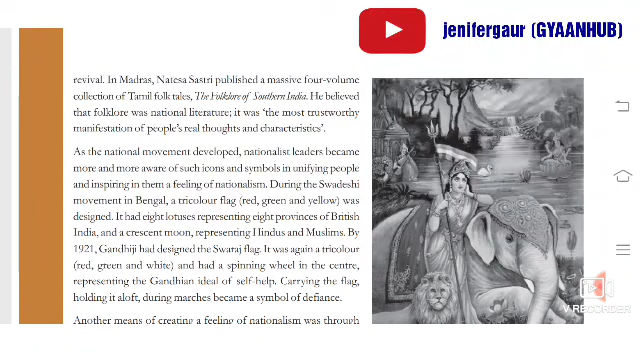 jenifergaur (GYAANHUB)
revival. In Madras, Natesa Sastri published a massive four-volume
collection of Tamil folk tales, The Folklore of Southern India. He believed
that folklore was national literature; it was 'the most trustworthy
manifestation of people's real thoughts and characteristics'.
As the national movement developed, nationalist leaders became
more and more aware of such icons and symbols in unifying people
and inspiring in them a feeling of nationalism. During the Swadeshi
movement in Bengal, a tricolour flag (red, green and yellow) was
designed. It had eight lotuses representing eight provinces of British
India, and a crescent moon, representing Hindus and Muslims. By
1921, Gandhiji had designed the Swaraj flag. It was again a tricolour
(red, green and white) and had a spinning wheel in the centre,
representing the Gandhian ideal of self-help. Carrying the flag,
holding it aloft, during marches became a symbol of defiance.
Another means of creating a feeling of nationalism was through
V RECORDER